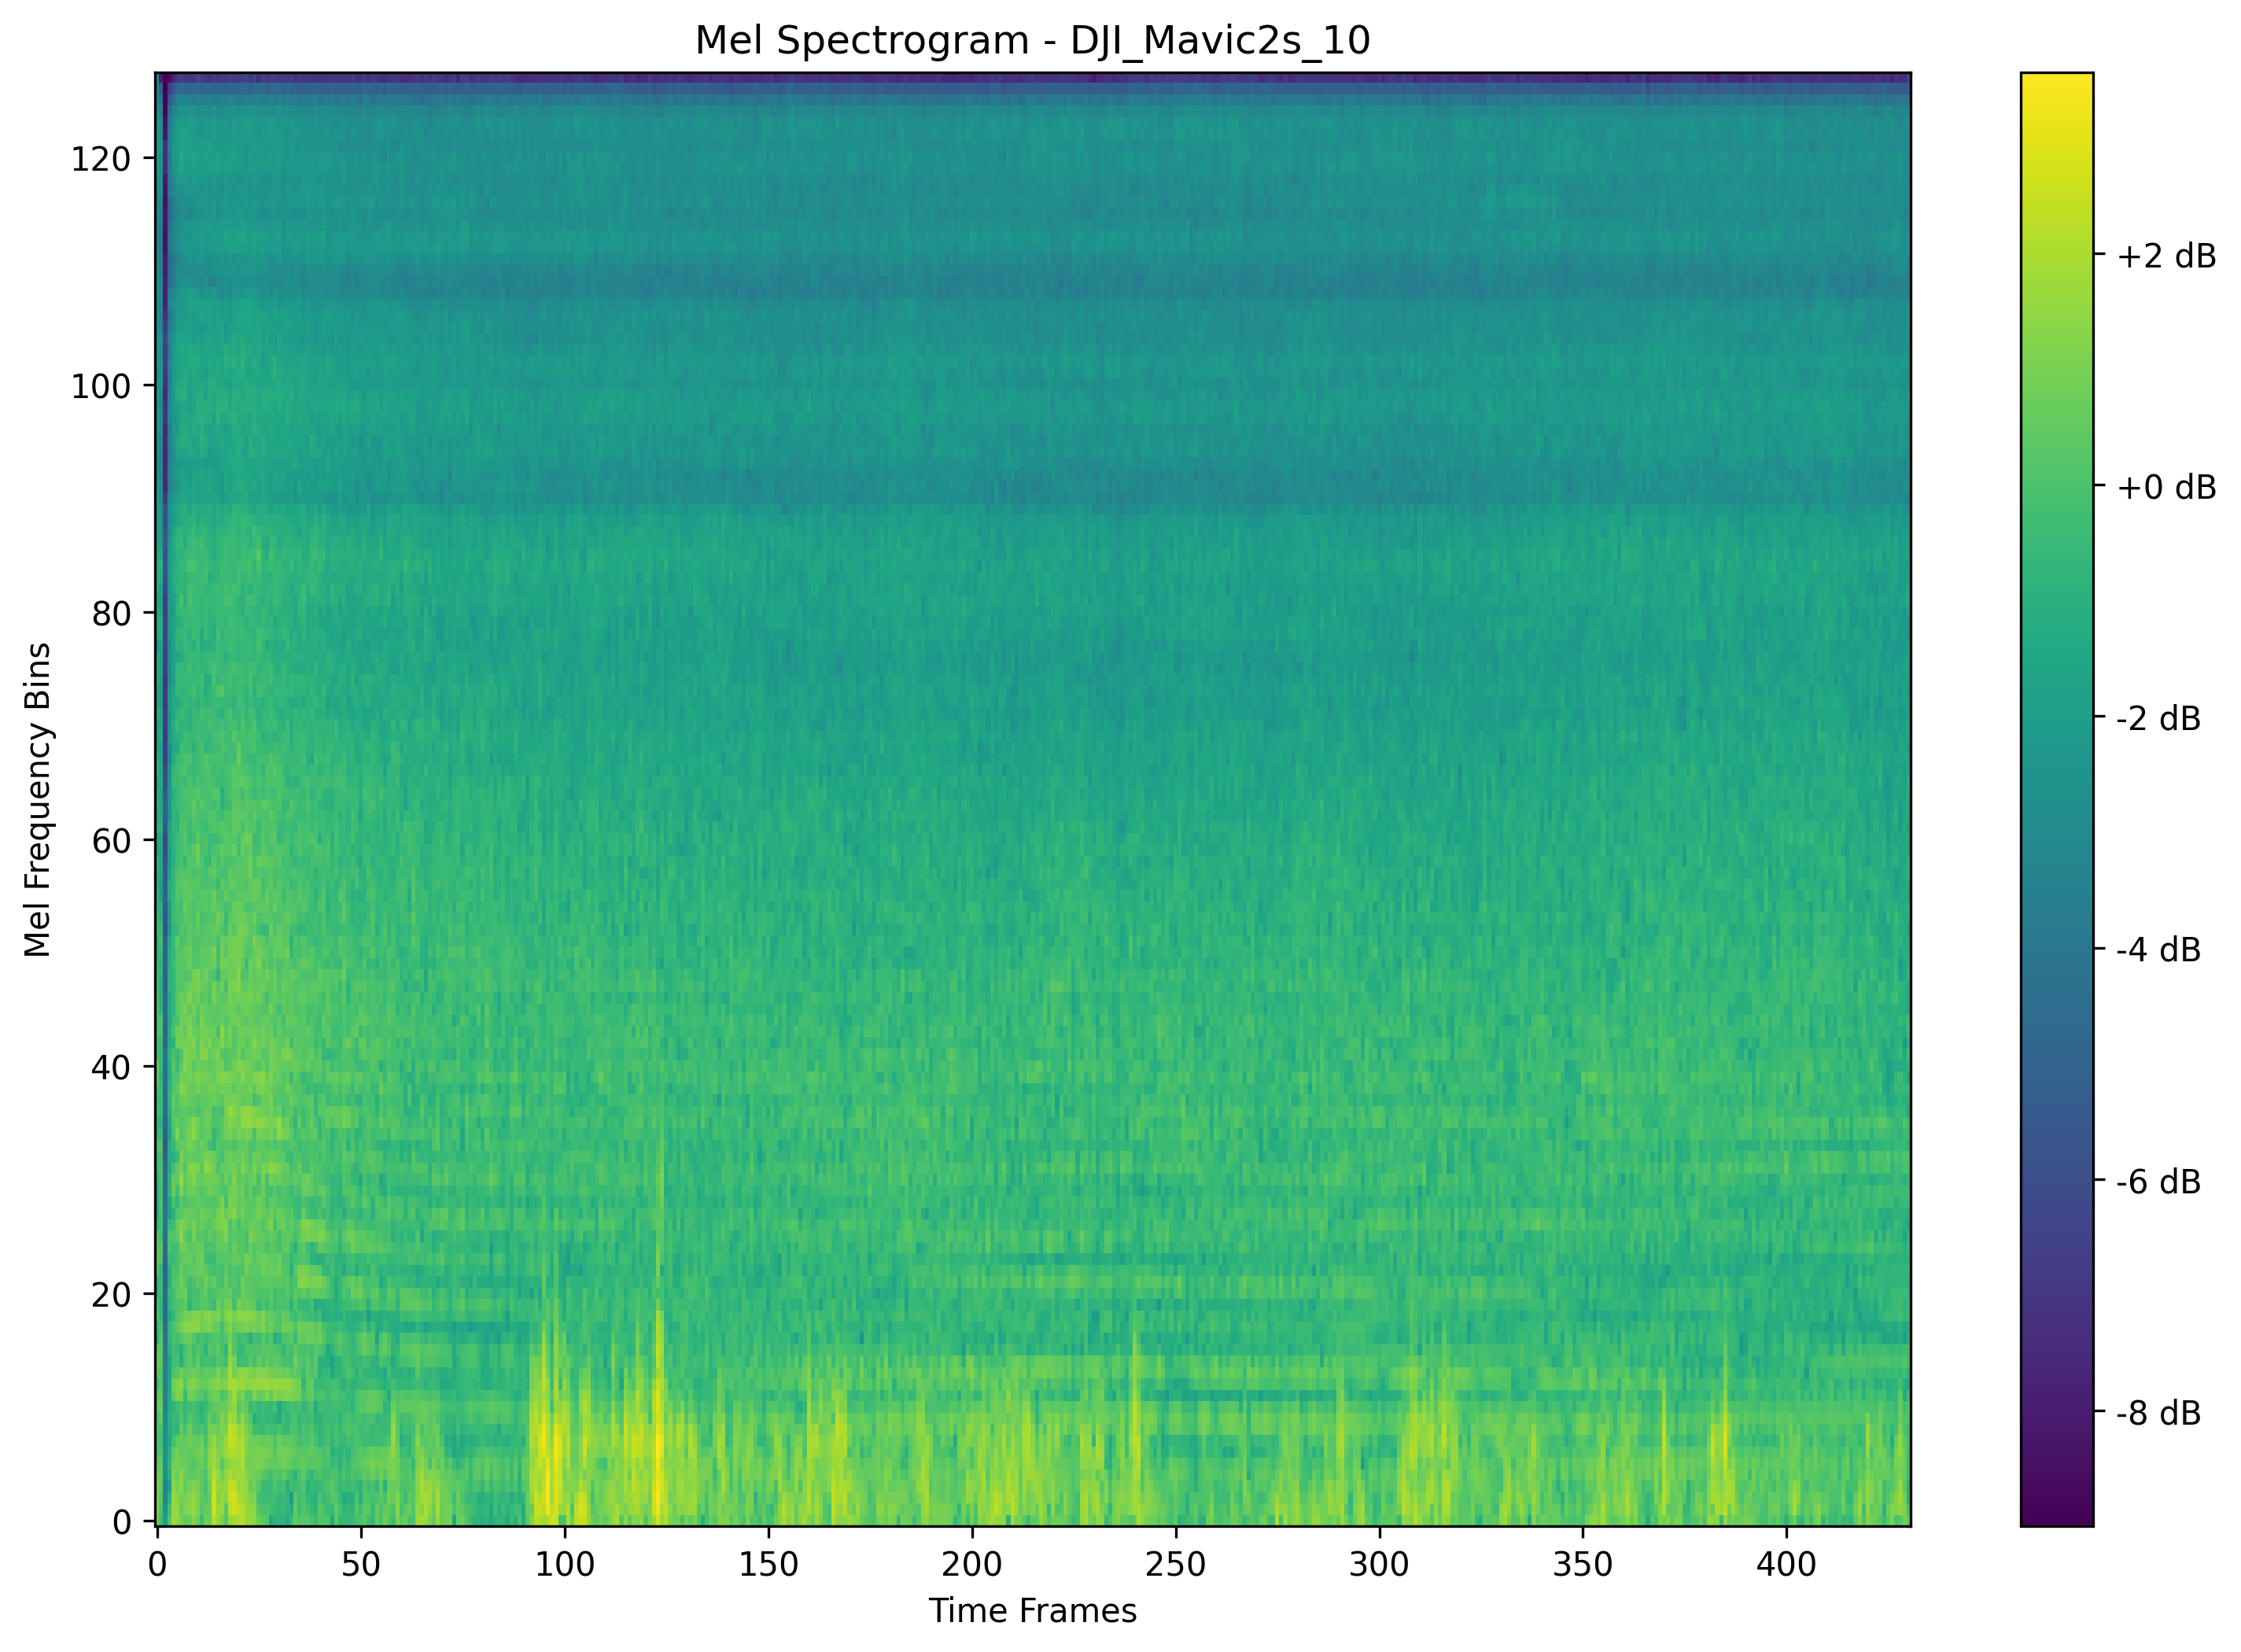 Mel Spectrogram - DJI_Mavic2s_10
Mel Frequency Bins
120
100
80
60
40
20
0
0 50 100 150 200 250 300 350 400
Time Frames
+2 dB
+0 dB
-2 dB
-4 dB
-6 dB
-8 dB